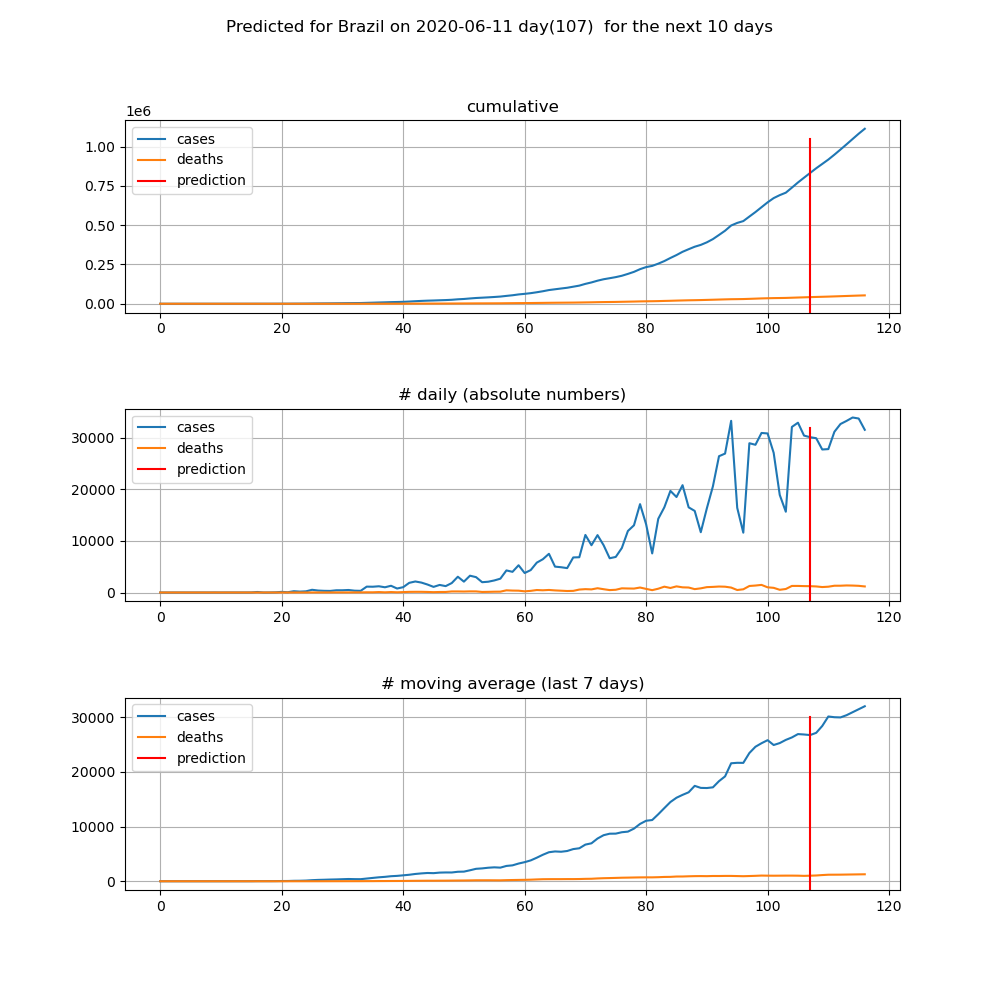 Predicted for Brazil on 2020-06-11 day(107)  for the next 10 days
cumulative
1e6
cases
deaths
prediction
1.00
0.75
0.50
0.25
0.00
0 20 40 60 80 100 120
# daily (absolute numbers)
cases
deaths
prediction
30000
20000
10000
0
0 20 40 60 80 100 120
# moving average (last 7 days)
cases
deaths
prediction
30000
20000
10000
0
0 20 40 60 80 100 120